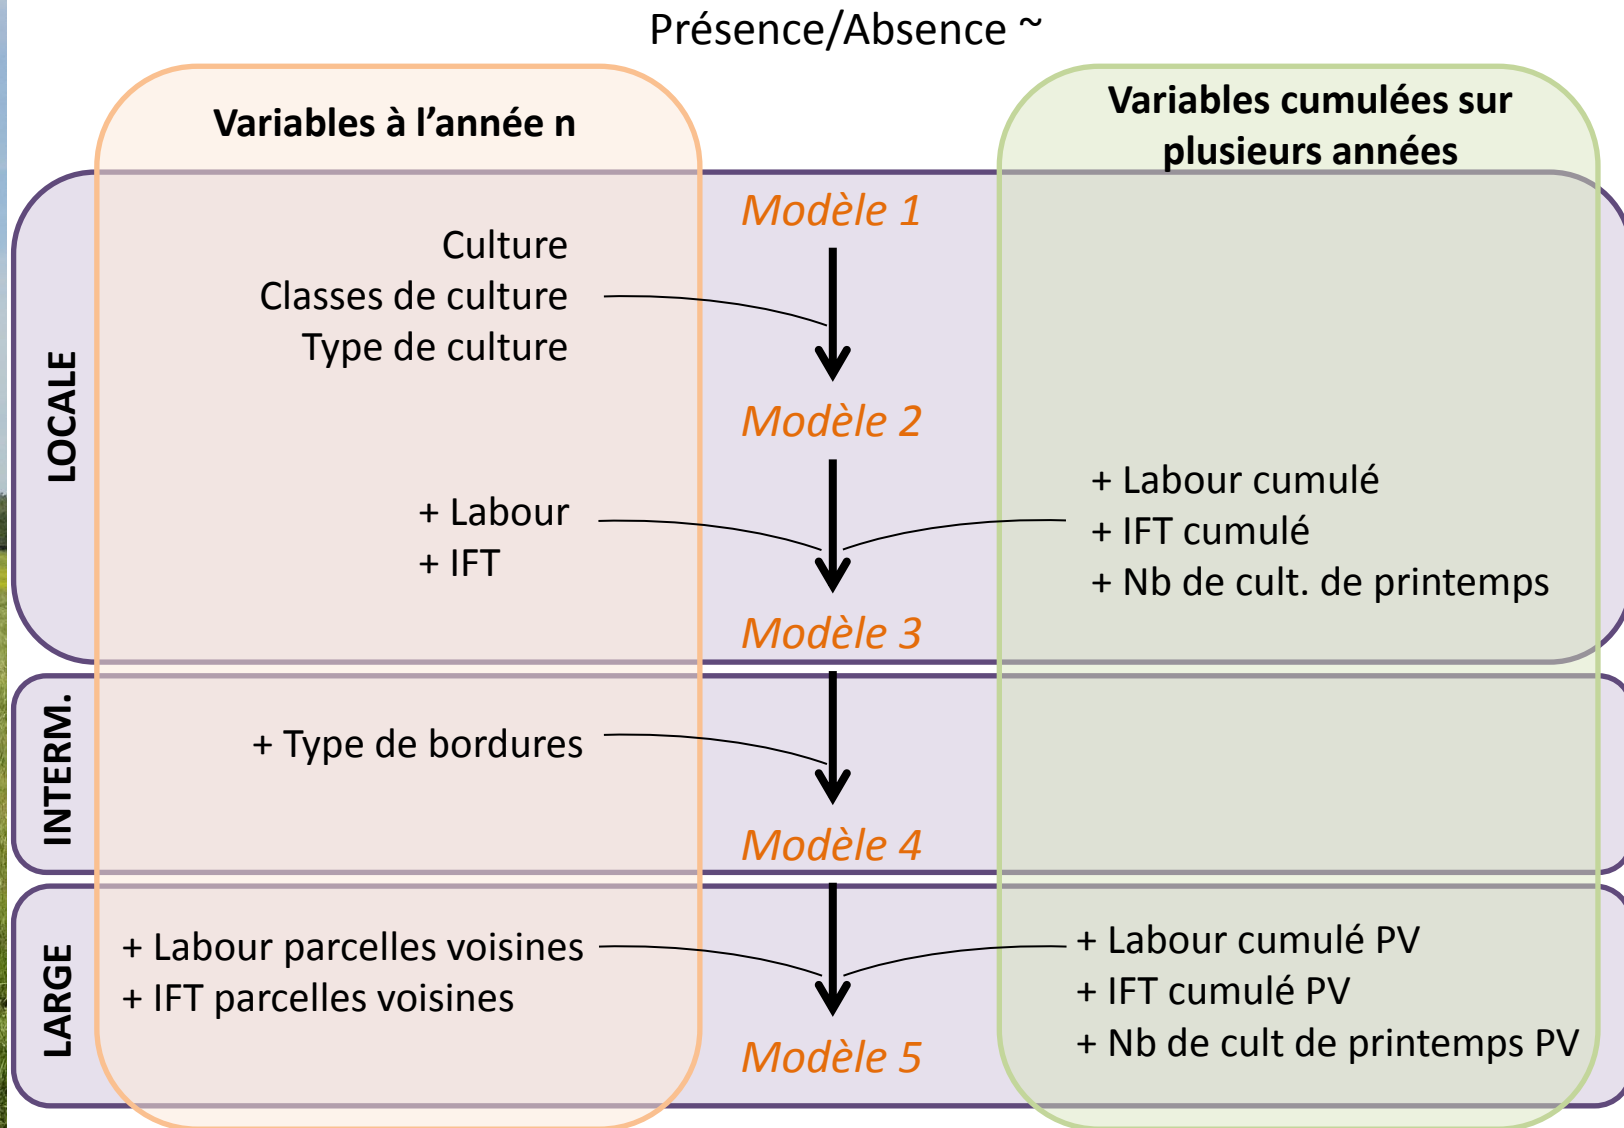 Présence/Absence ~
Variables à l'année n
Variables cumulées sur
plusieurs années
LOCALE
Modèle 1
Culture
Classes de culture
Type de culture
Modèle 2
+ Labour
+ IFT
+ Labour cumulé
+ IFT cumulé
+ Nb de cult. de printemps
Modèle 3
INTERM.
+ Type de bordures
Modèle 4
LARGE
+ Labour parcelles voisines
+ IFT parcelles voisines
+ Labour cumulé PV
+ IFT cumulé PV
+ Nb de cult de printemps PV
Modèle 5